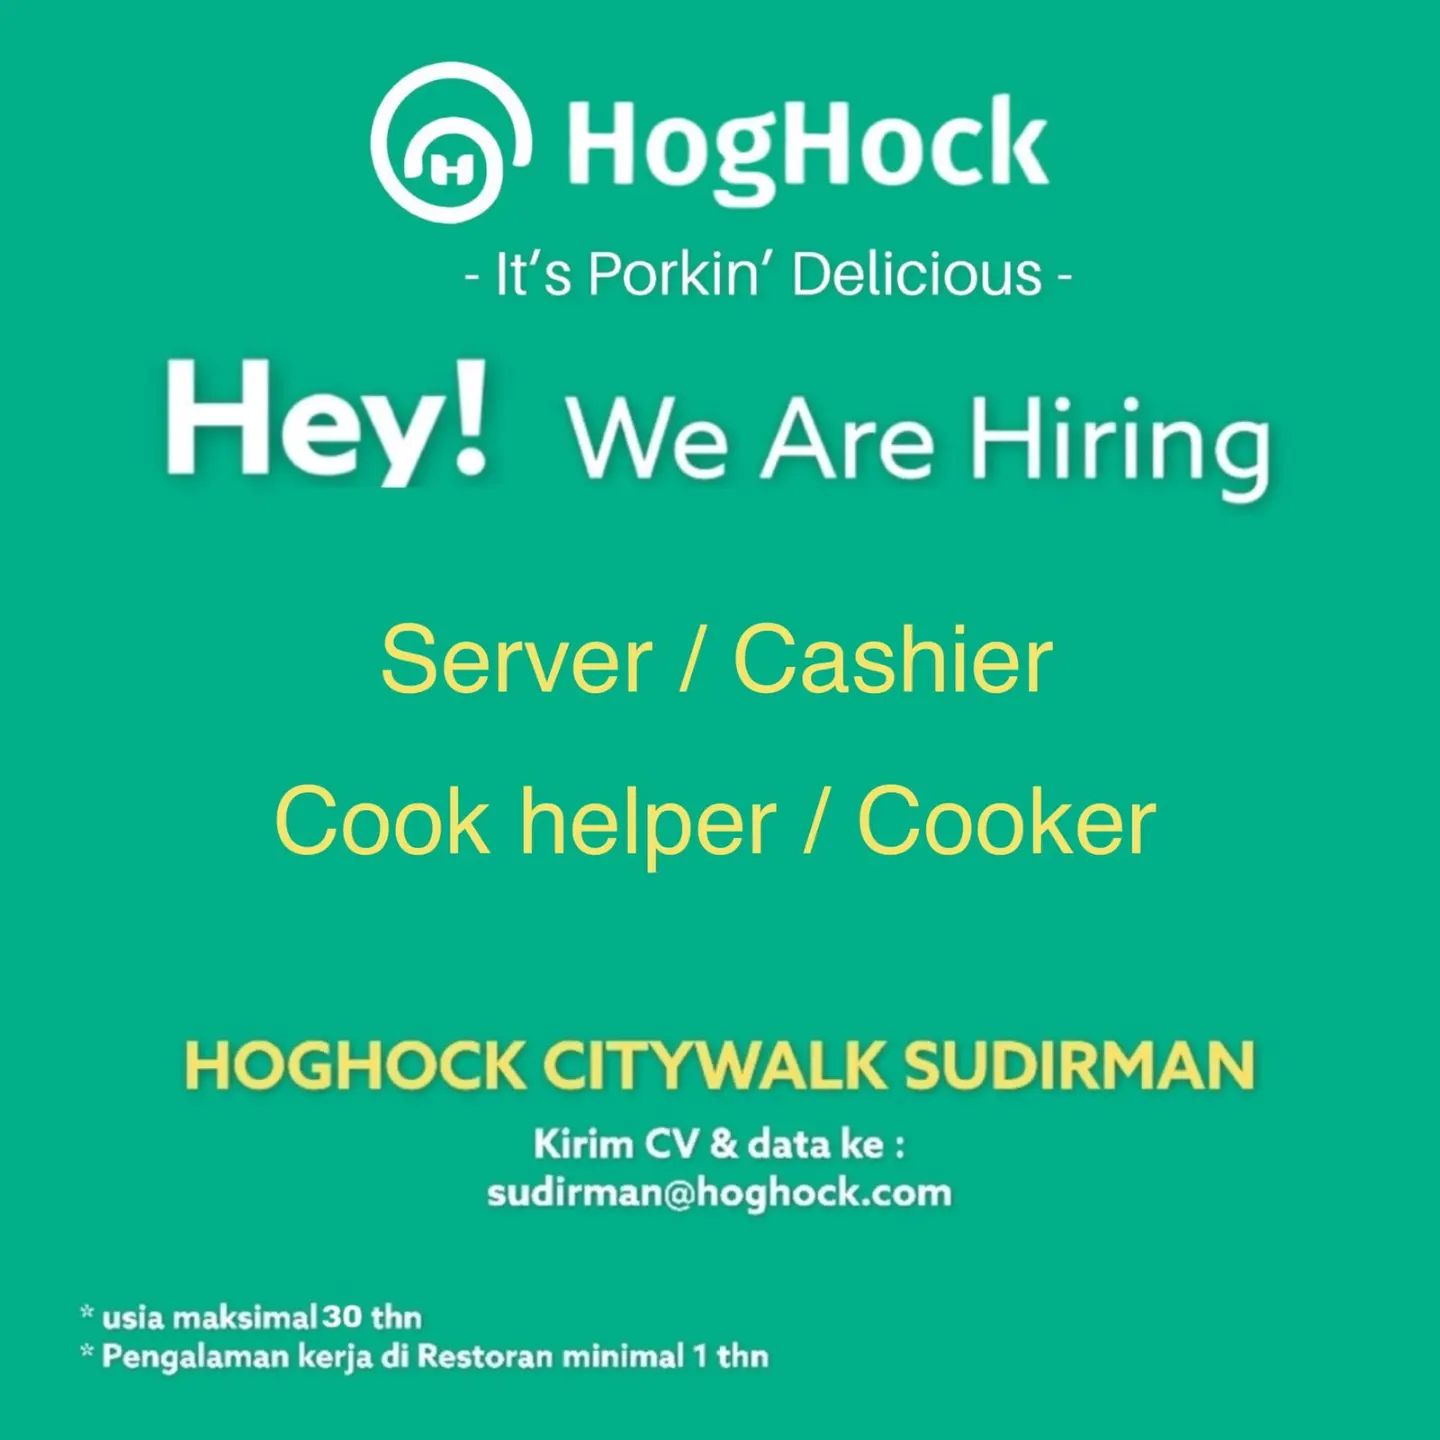 H HogHock
- It’s Porkin’ Delicious -
Hey! We Are Hiring
Server / Cashier
Cook helper / Cooker
HOGHOCK CITYWALK SUDIRMAN
Kirim CV & data ke :
sudirman@hoghock.com
* usia maksimal 30 thn
* Pengalaman kerja di Restoran minimal 1 thn